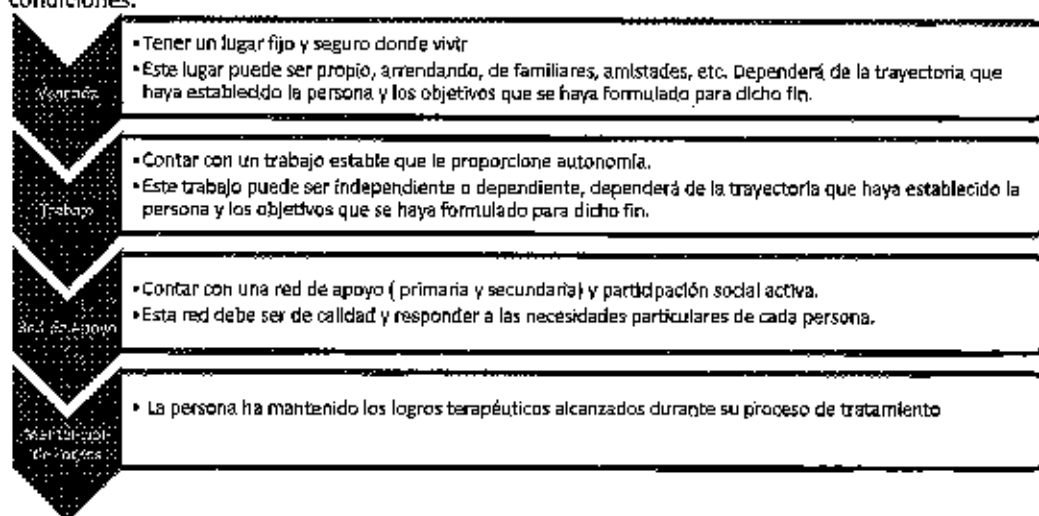 condiciones.
•Tener un lugar fijo y seguro donde vivir
•Este lugar puede ser propio, arrendando, de familiares, amistades, etc. Dependerá de la trayectoria que
haya establecido la persona y los objetivos que se haya formulado para dicho fin.
•Contar con un trabajo estable que le proporcione autonomía.
•Este trabajo puede ser independiente o dependiente, dependerá de la trayectoria que haya establecido la
Trabajo
persona y los objetivos que se haya formulado para dicho fin.
•Contar con una red de apoyo ( primaria y secundaria) y participación social activa.
Red de Apoyo
•Esta red debe ser de calidad y responder a las necesidades particulares de cada persona.
• La persona ha mantenido los logros terapéuticos alcanzados durante su proceso de tratamiento